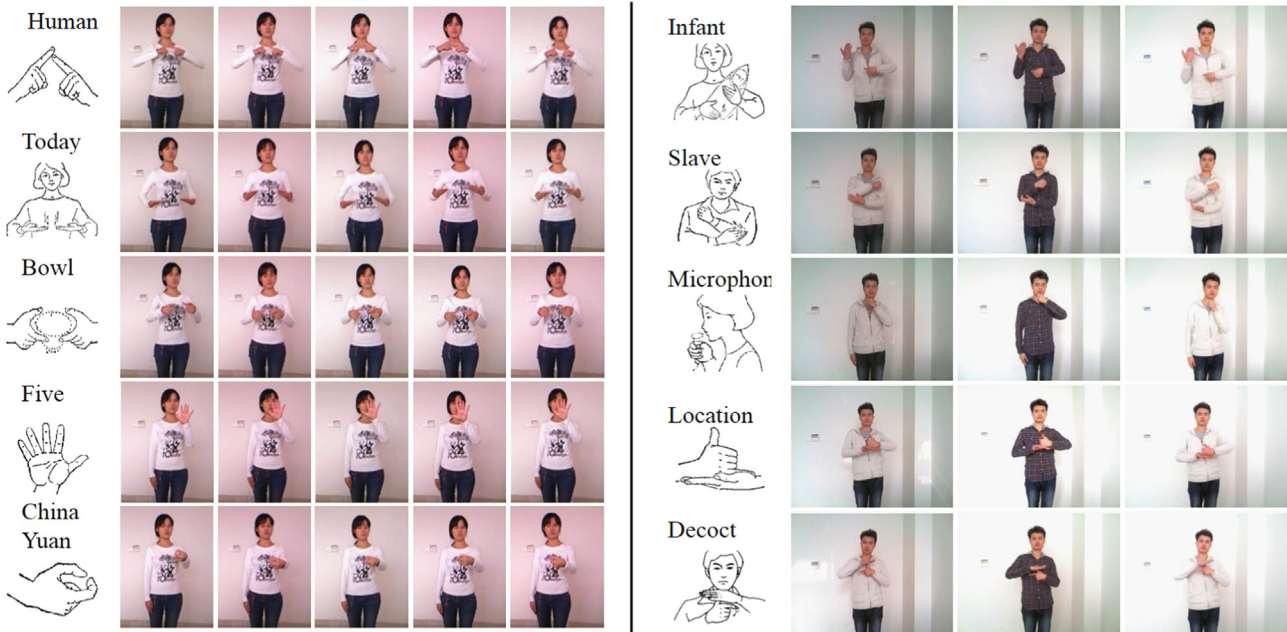 Human
Today
Bowl
Five
China
Yuan
Infant
Slave
Microphon
Location
Decoct